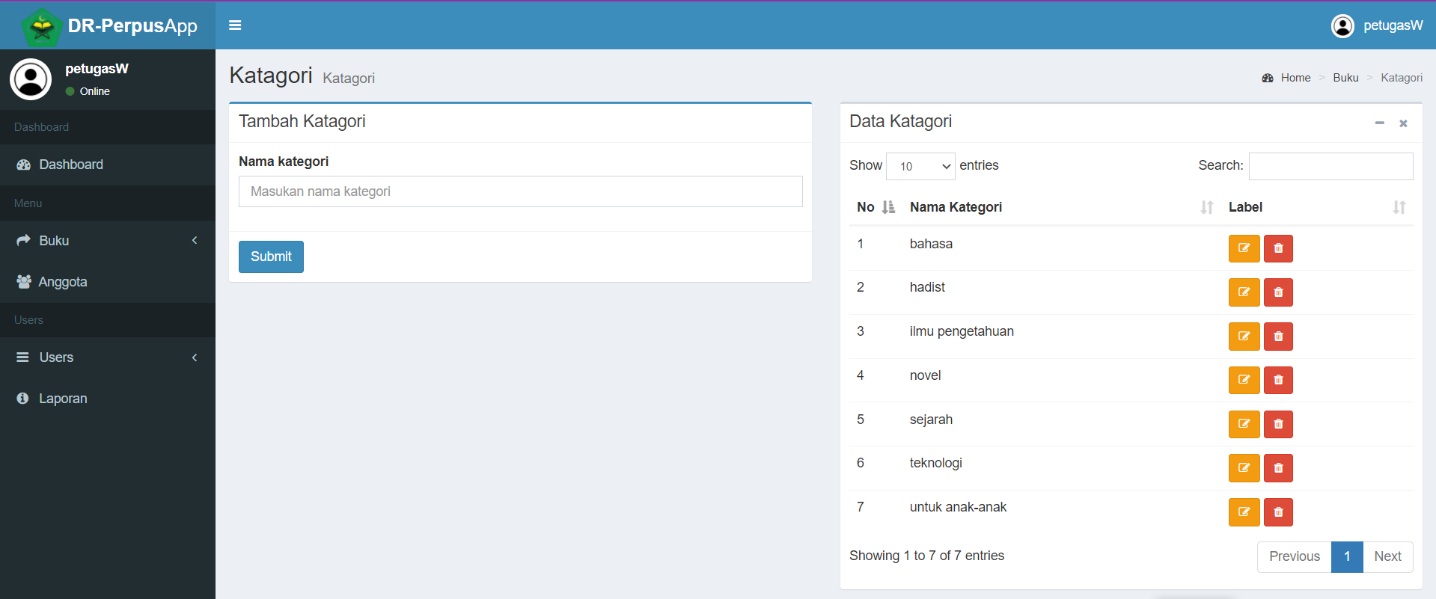 DR-PerpusApp
petugasW
petugasW
Online
Dashboard
Dashboard
Menu
Buku
Anggota
Users
Users
Laporan
Katagori Katagori
Home > Buku > Katagori
Tambah Katagori
Nama kategori
Masukan nama kategori
Submit
Data Katagori
Show 10 entries Search:
No Nama Kategori Label
1 bahasa
2 hadist
3 ilmu pengetahuan
4 novel
5 sejarah
6 teknologi
7 untuk anak-anak
Showing 1 to 7 of 7 entries
Previous 1 Next